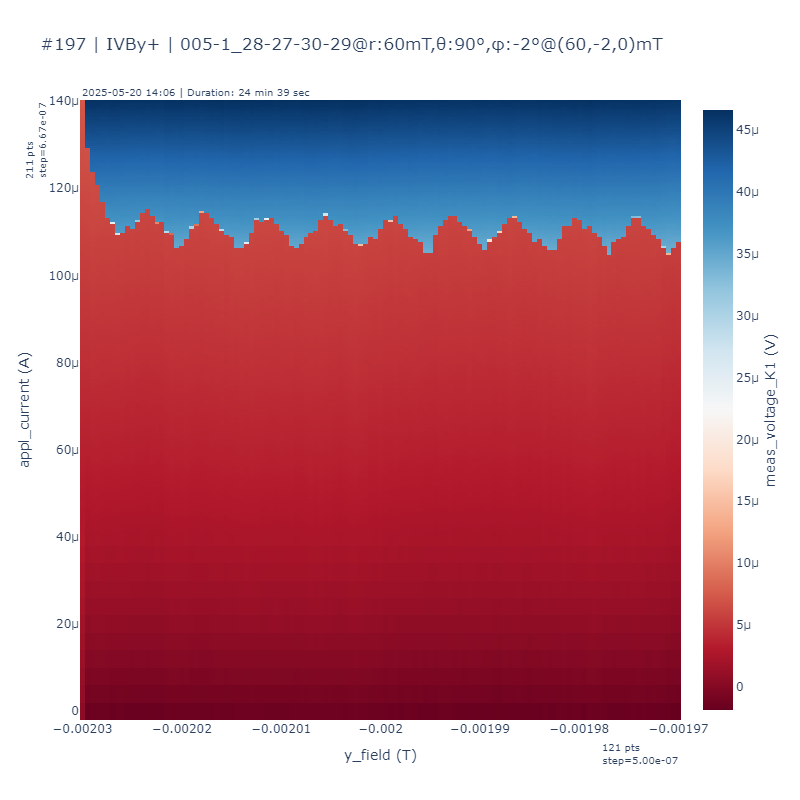 #197 | IVBy+ | 005-1_28-27-30-29@r:60mT,θ:90°,φ:-2°@(60,-2,0)mT
2025-05-20 14:06 | Duration: 24 min 39 sec
211 pts
step=6.67e-07
140μ
120μ
100μ
80μ
60μ
40μ
20μ
0
appl_current (A)
−0.00203
−0.00202
−0.00201
−0.002
−0.00199
−0.00198
−0.00197
y_field (T)
121 pts
step=5.00e-07
45μ
40μ
35μ
30μ
25μ
20μ
15μ
10μ
5μ
0
meas_voltage_K1 (V)